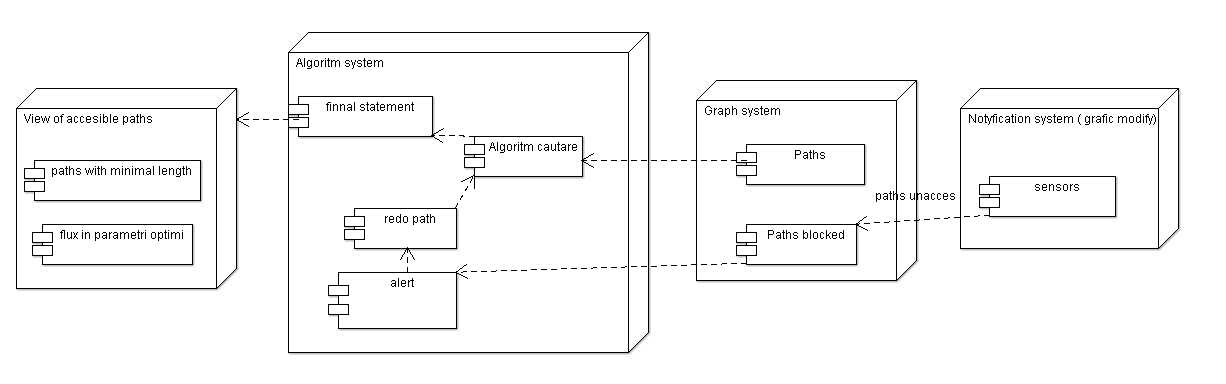 View of accesible paths
paths with minimal length
flux in parametri optimi
Algoritm system
finnal statement
Algoritm cautare
redo path
alert
Graph system
Paths
Paths blocked
paths unacces
Notyfication system ( grafic modify)
sensors